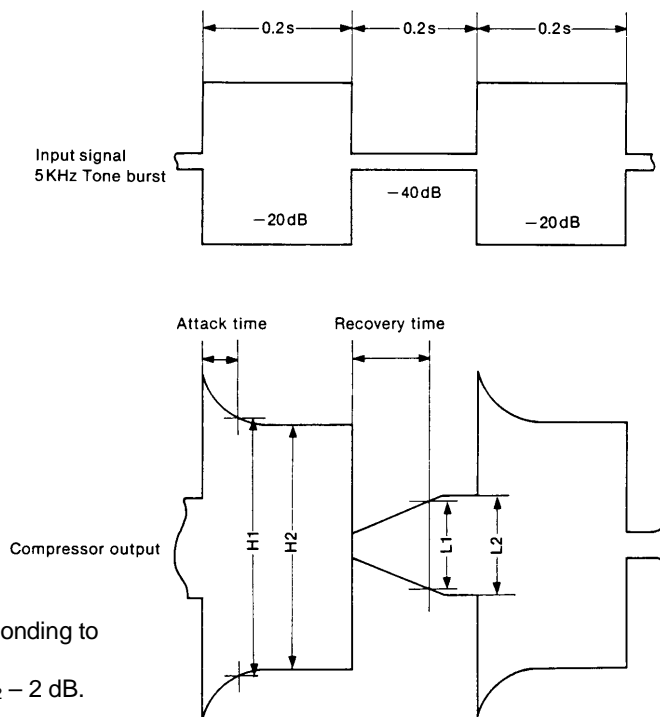 0.2s 0.2s 0.2s
Input signal
5KHz Tone burst
−40dB
−20dB −20dB
Attack time Recovery time
H1 H2 L1 L2
Compressor output
to
– 2 dB.